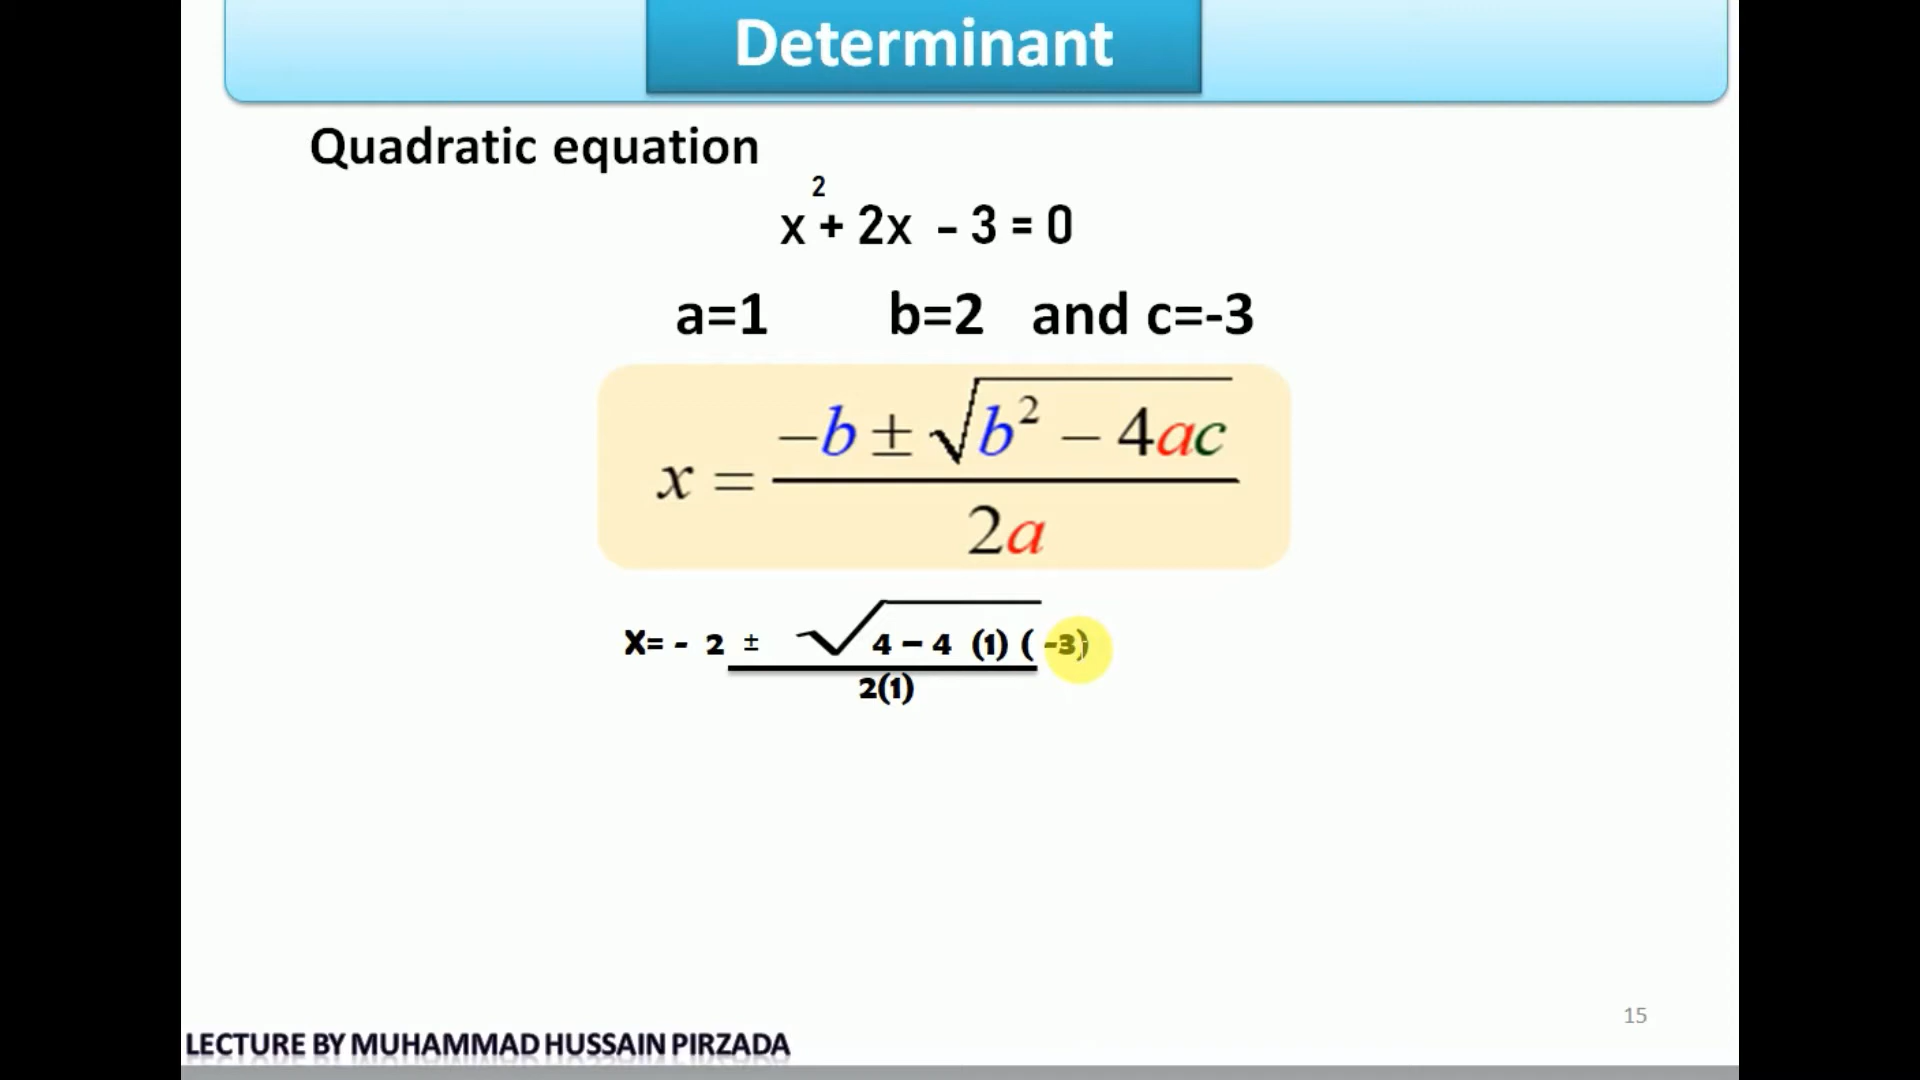 Determinant
Quadratic equation
x² + 2x - 3 = 0
a=1 b=2 and c=-3
x = (-b ± √(b² - 4ac)) / 2a
X= - 2 ± √ 4 – 4 (1) ( -3)
2(1)
15
LECTURE BY MUHAMMAD HUSSAIN PIRZADA